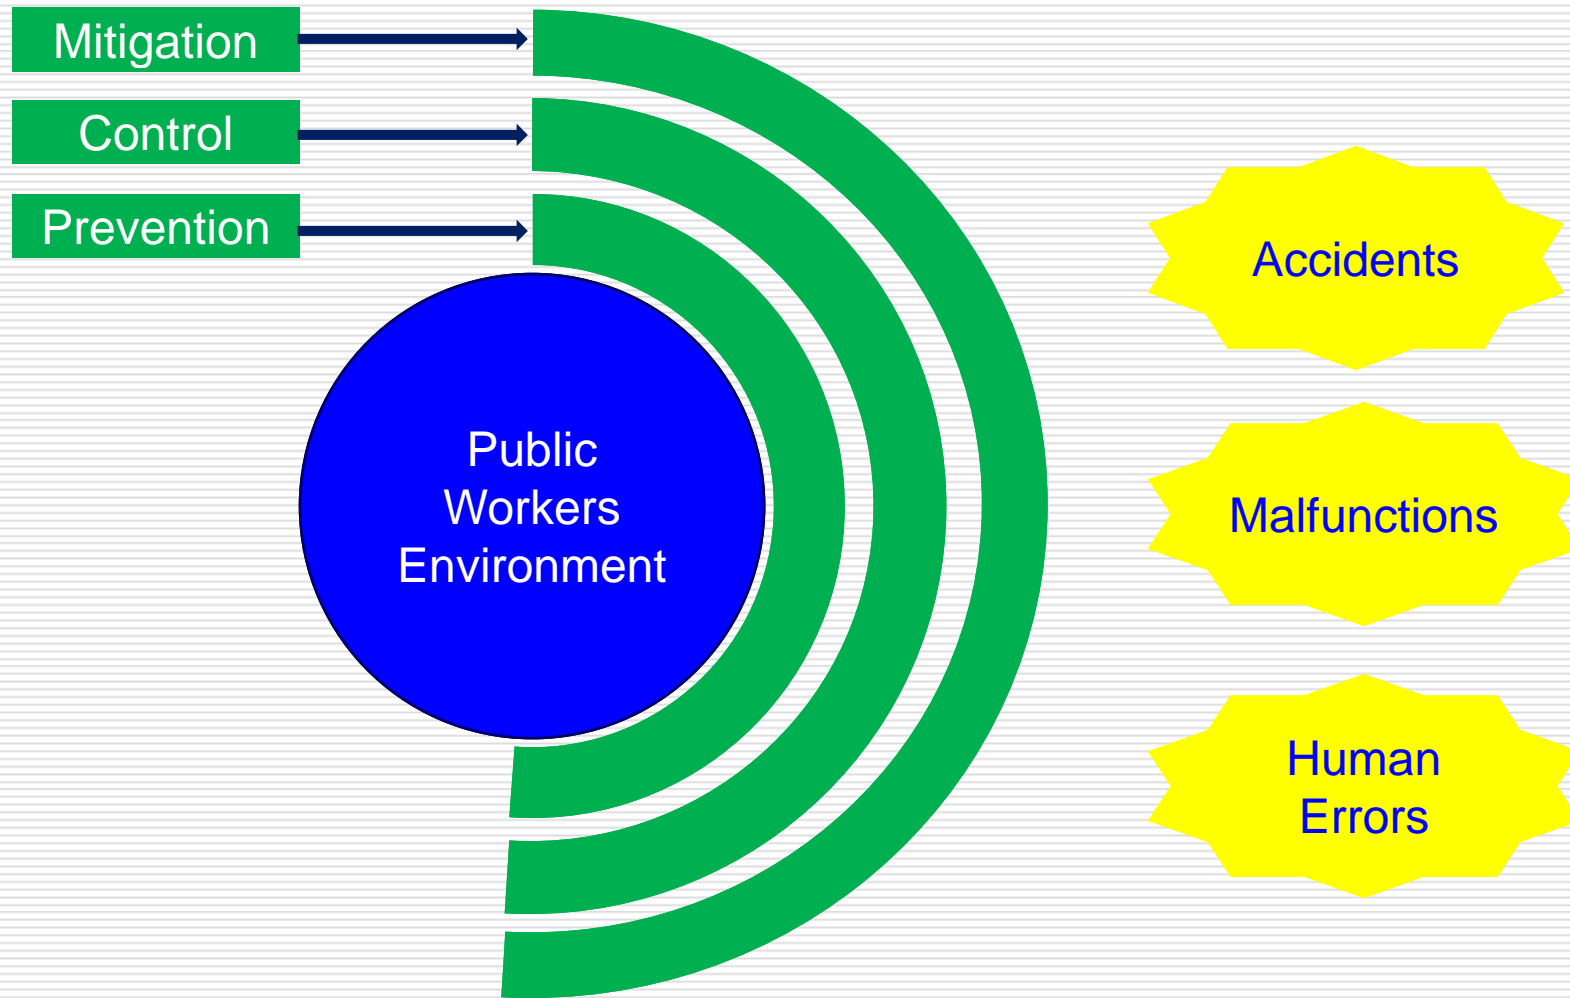 Mitigation
Control
Prevention
Public
Workers
Environment
Accidents
Malfunctions
Human
Errors